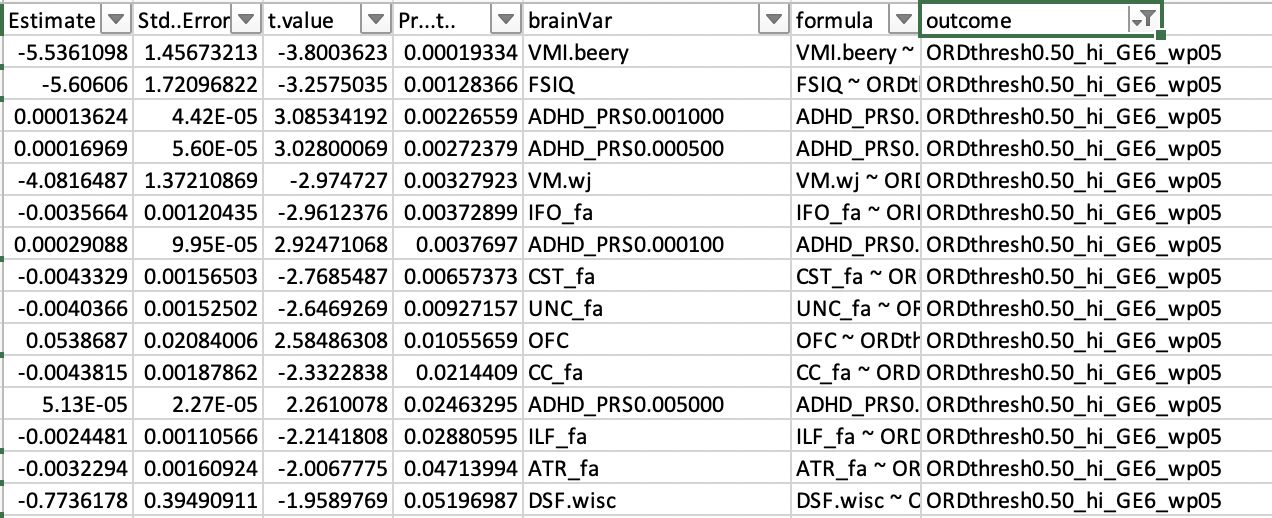 Estimate Std..Error t.value Pr...t.. brainVar formula outcome
-5.5361098 1.45673213 -3.8003623 0.00019334 VMI.beery VMI.beery ~ ORDthresh0.50_hi_GE6_wp05
-5.60606 1.72096822 -3.2575035 0.00128366 FSIQ FSIQ ~ ORDt ORDthresh0.50_hi_GE6_wp05
0.00013624 4.42E-05 3.08534192 0.00226559 ADHD_PRS0.001000 ADHD_PRS0. ORDthresh0.50_hi_GE6_wp05
0.00016969 5.60E-05 3.02800069 0.00272379 ADHD_PRS0.000500 ADHD_PRS0. ORDthresh0.50_hi_GE6_wp05
-4.0816487 1.37210869 -2.974727 0.00327923 VM.wj VM.wj ~ ORD ORDthresh0.50_hi_GE6_wp05
-0.0035664 0.00120435 -2.9612376 0.00372899 IFO_fa IFO_fa ~ ORI ORDthresh0.50_hi_GE6_wp05
0.00029088 9.95E-05 2.92471068 0.0037697 ADHD_PRS0.000100 ADHD_PRS0. ORDthresh0.50_hi_GE6_wp05
-0.0043329 0.00156503 -2.7685487 0.00657373 CST_fa CST_fa ~ OR ORDthresh0.50_hi_GE6_wp05
-0.0040366 0.00152502 -2.6469269 0.00927157 UNC_fa UNC_fa ~ OR ORDthresh0.50_hi_GE6_wp05
0.0538687 0.02084006 2.58486308 0.01055659 OFC OFC ~ ORDth ORDthresh0.50_hi_GE6_wp05
-0.0043815 0.00187862 -2.3322838 0.0214409 CC_fa CC_fa ~ ORD ORDthresh0.50_hi_GE6_wp05
5.13E-05 2.27E-05 2.2610078 0.02463295 ADHD_PRS0.005000 ADHD_PRS0. ORDthresh0.50_hi_GE6_wp05
-0.0024481 0.00110566 -2.2141808 0.02880595 ILF_fa ILF_fa ~ ORD ORDthresh0.50_hi_GE6_wp05
-0.0032294 0.00160924 -2.0067775 0.04713994 ATR_fa ATR_fa ~ OR ORDthresh0.50_hi_GE6_wp05
-0.7736178 0.39490911 -1.9589769 0.05196987 DSF.wisc DSF.wisc ~ O ORDthresh0.50_hi_GE6_wp05